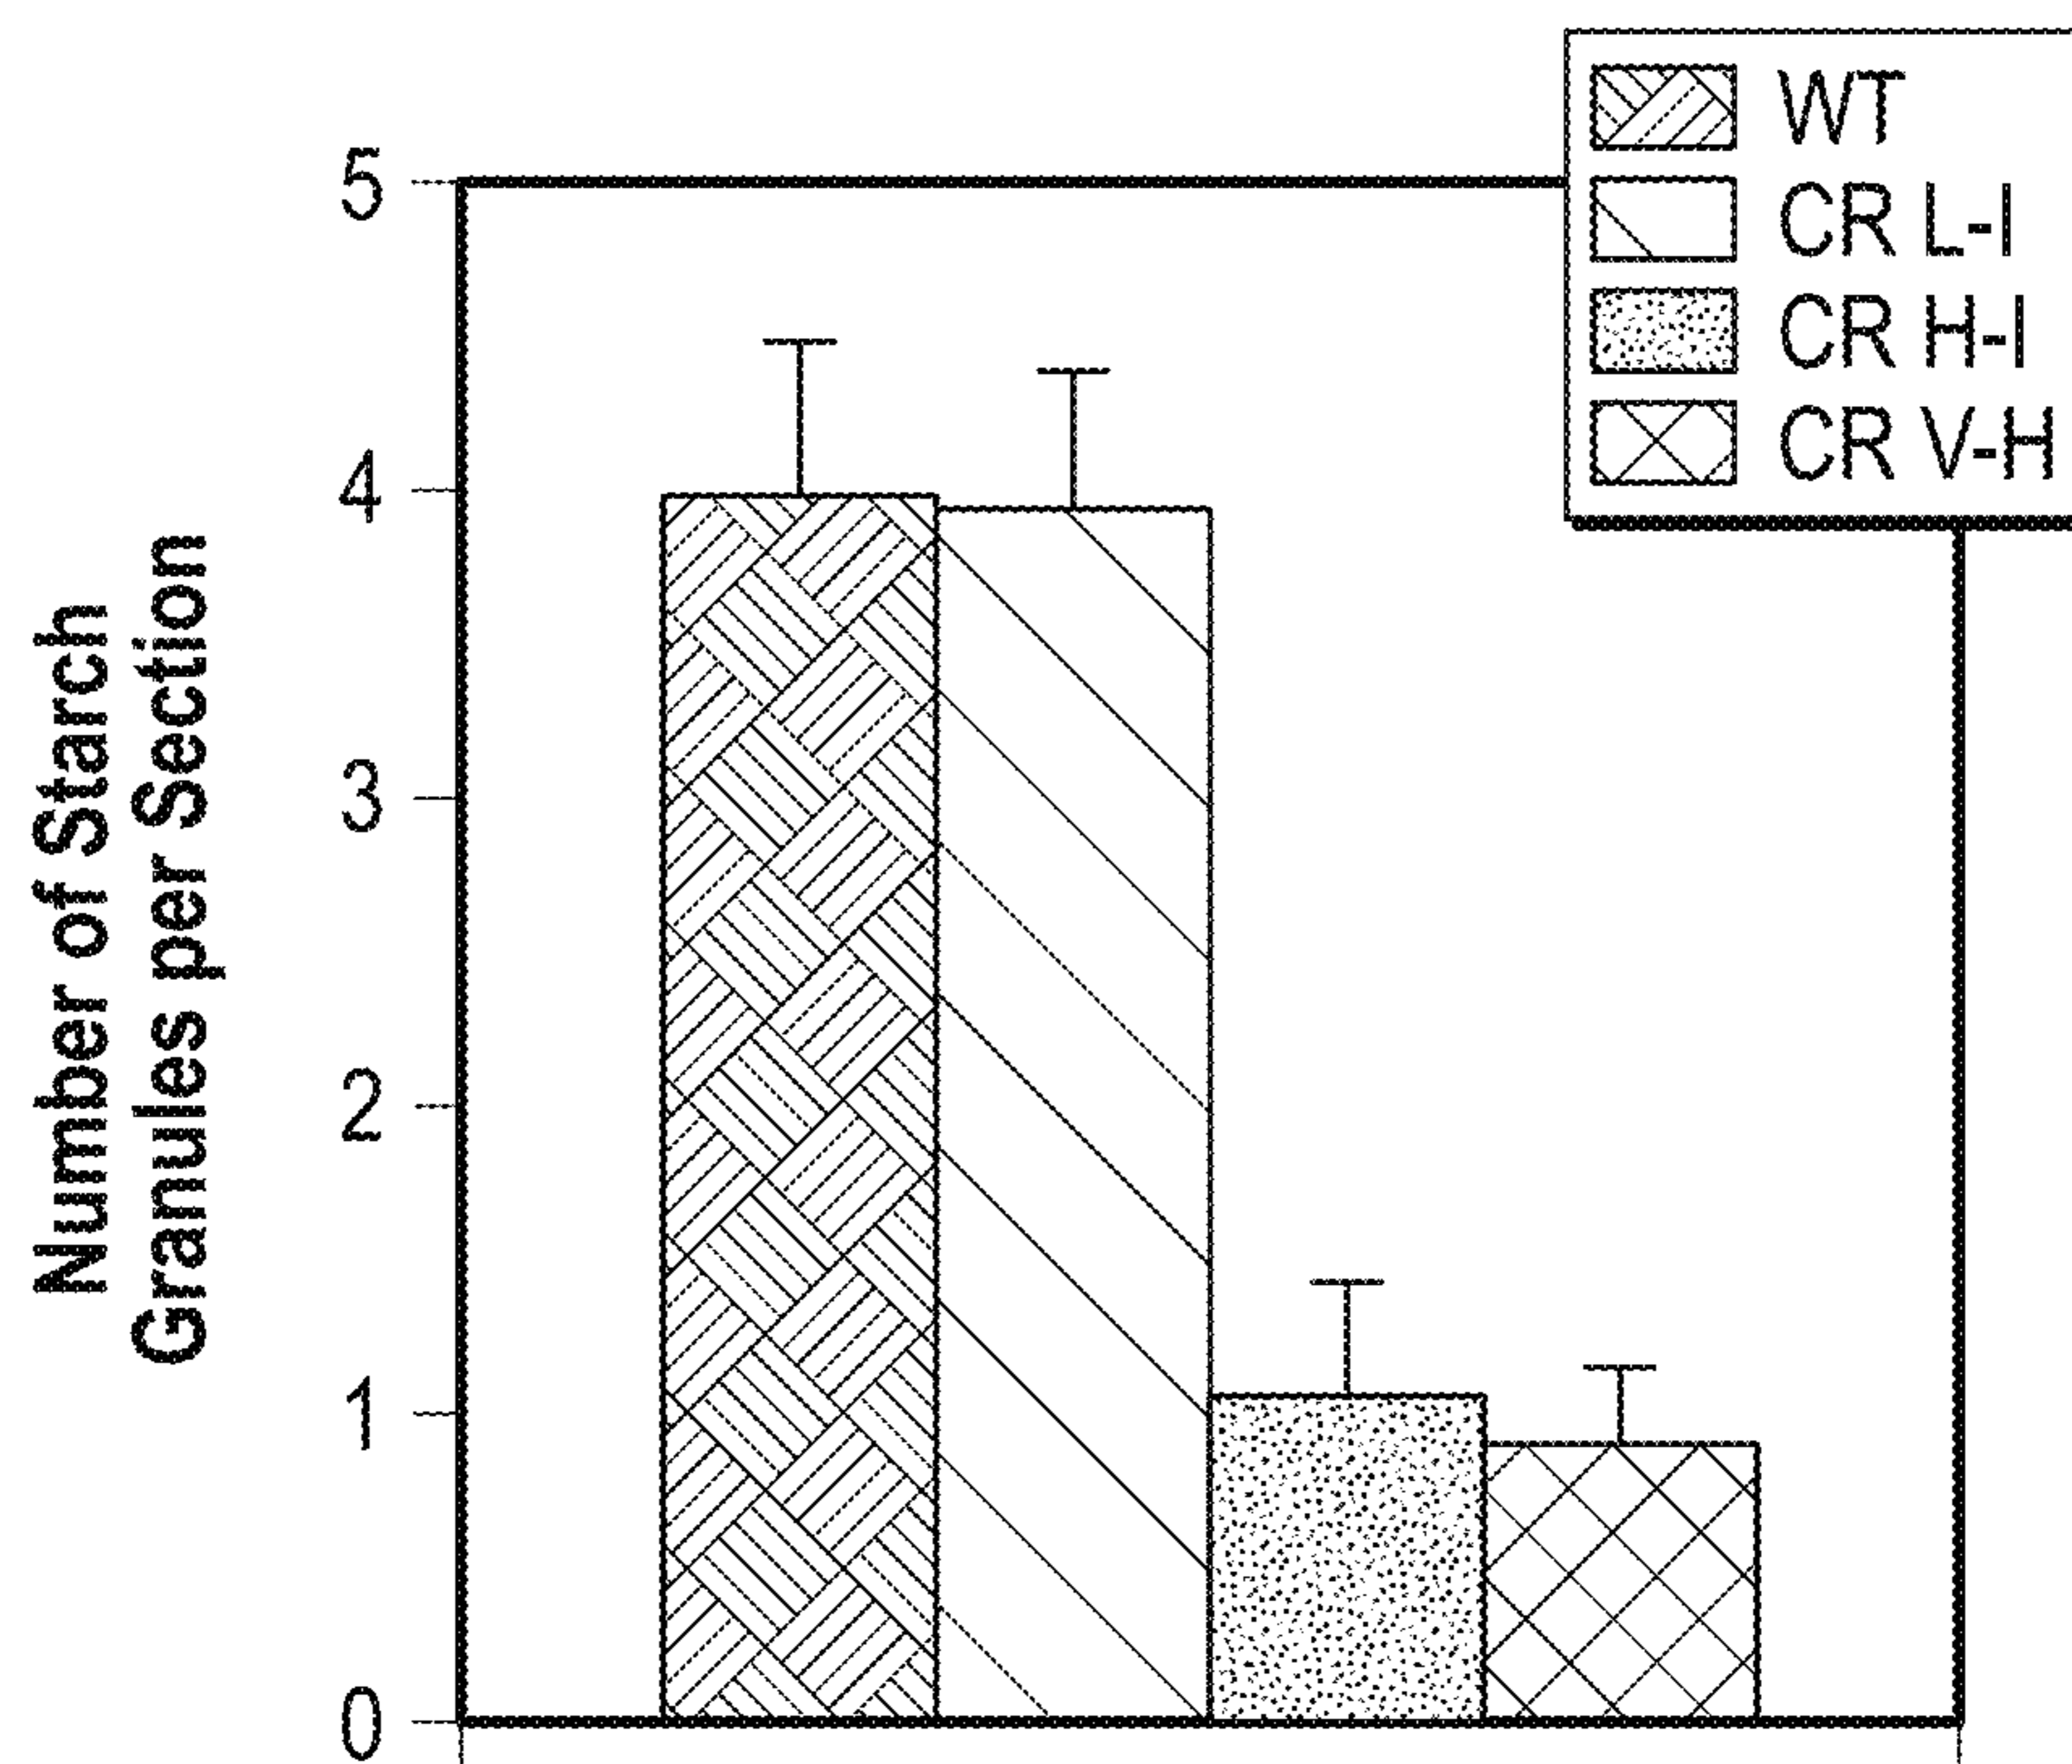 WT
CR L-I
CR H-I
CR V-H
5
4
3
2
1
0
Number of Starch
Granules per Section